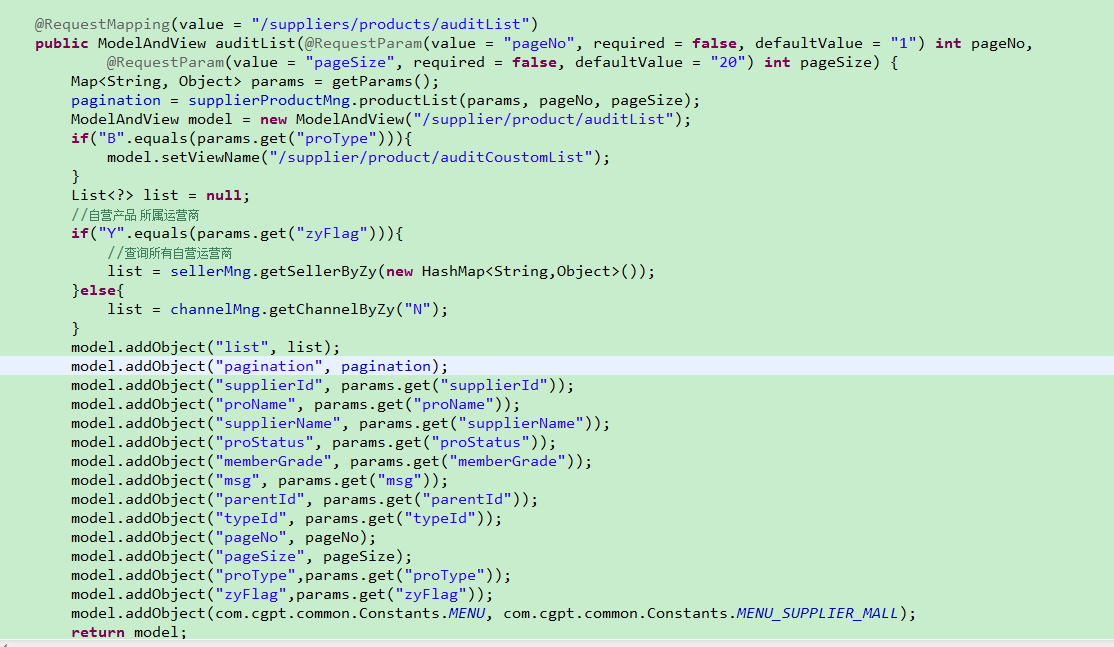 @RequestMapping(value = "/suppliers/products/auditList")
public ModelAndView auditList(@RequestParam(value = "pageNo", required = false, defaultValue = "1") int pageNo,
@RequestParam(value = "pageSize", required = false, defaultValue = "20") int pageSize) {
Map<String, Object> params = getParams();
pagination = supplierProductMng.productList(params, pageNo, pageSize);
ModelAndView model = new ModelAndView("/supplier/product/auditList");
if("B".equals(params.get("proType"))){
model.setViewName("/supplier/product/auditCoustomList");
}
List<?> list = null;
//自营产品 所属运营商
if("Y".equals(params.get("zyFlag"))){
//查询所有自营运营商
list = sellerMng.getSellerByZy(new HashMap<String,Object>());
}else{
list = channelMng.getChannelByZy("N");
}
model.addObject("list", list);
model.addObject("pagination", pagination);
model.addObject("supplierId", params.get("supplierId"));
model.addObject("proName", params.get("proName"));
model.addObject("supplierName", params.get("supplierName"));
model.addObject("proStatus", params.get("proStatus"));
model.addObject("memberGrade", params.get("memberGrade"));
model.addObject("msg", params.get("msg"));
model.addObject("parentId", params.get("parentId"));
model.addObject("typeId", params.get("typeId"));
model.addObject("pageNo", pageNo);
model.addObject("pageSize", pageSize);
model.addObject("proType",params.get("proType"));
model.addObject("zyFlag",params.get("zyFlag"));
model.addObject(com.cgpt.common.Constants.MENU, com.cgpt.common.Constants.MENU_SUPPLIER_MALL);
return model;